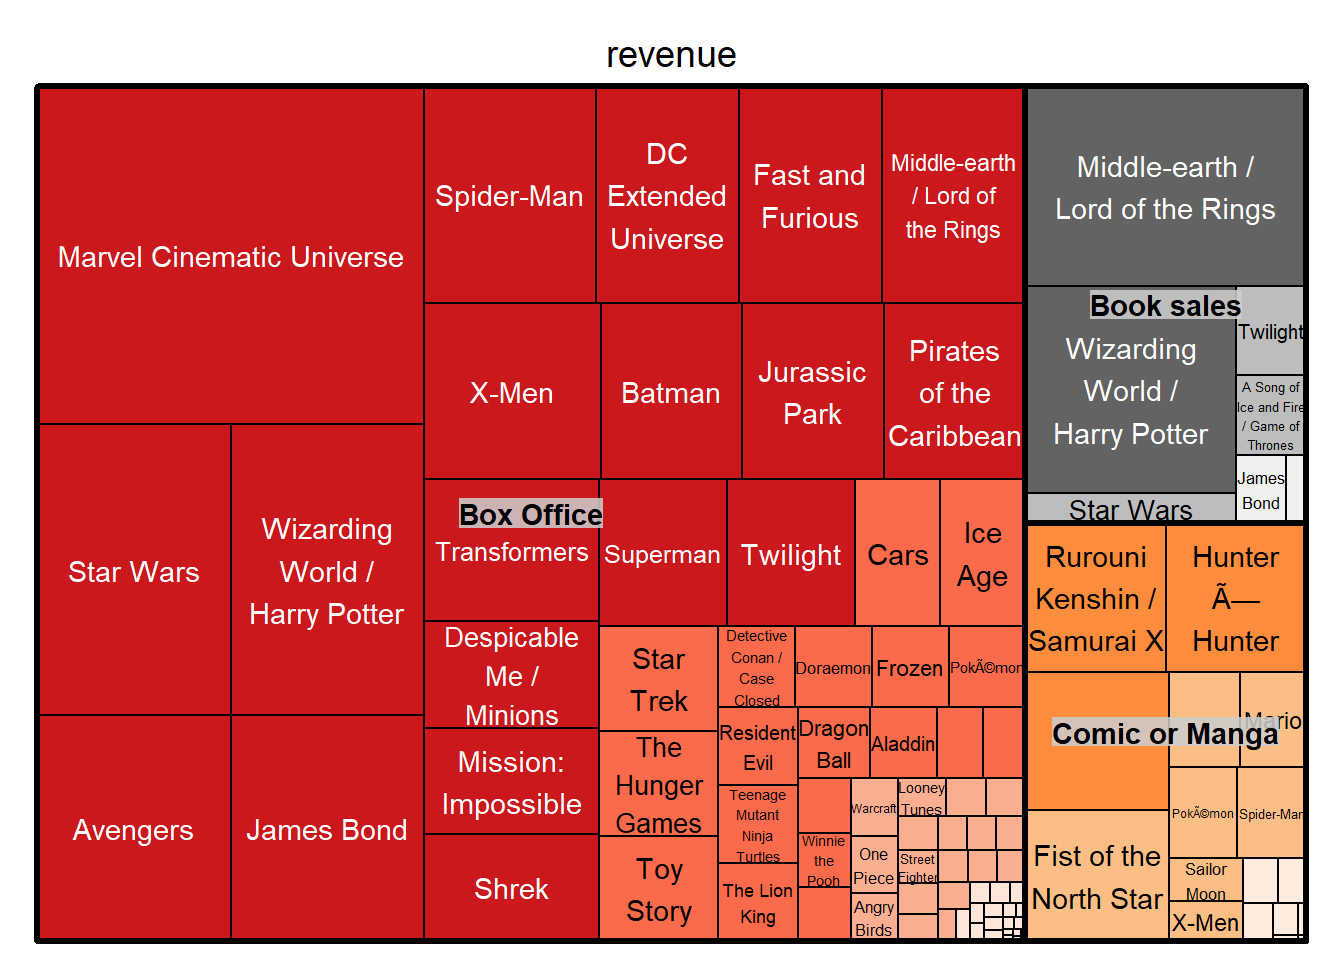 revenue
Marvel Cinematic Universe
Star Wars
Wizarding
World /
Harry Potter
Avengers
James Bond
Spider-Man
DC
Extended
Universe
Fast and
Furious
Middle-earth
/ Lord of
the Rings
X-Men
Batman
Jurassic
Park
Pirates
of the
Caribbean
Box Office
Transformers
Superman
Twilight
Cars
Ice
Age
Despicable
Me /
Minions
Mission:
Impossible
Shrek
Star
Trek
The
Hunger
Games
Toy
Story
Detective
Conan /
Case
Closed
Doraemon
Frozen
PokÃ©mon
Resident
Evil
Dragon
Ball
Aladdin
Teenage
Mutant
Ninja
Turtles
The Lion
King
Winnie
the
Pooh
Warcraft
One
Piece
Angry
Birds
Looney
Tunes
Street
Fighter
Middle-earth /
Lord of the Rings
Book sales
Wizarding
World /
Harry Potter
Twilight
A Song of
Ice and Fire
/ Game of
Thrones
James
Bond
Star Wars
Rurouni
Kenshin /
Samurai X
Hunter
Ã—
Hunter
Comic or Manga
Mario
Fist of the
North Star
PokÃ©mon
Spider-Man
Sailor
Moon
X-Men